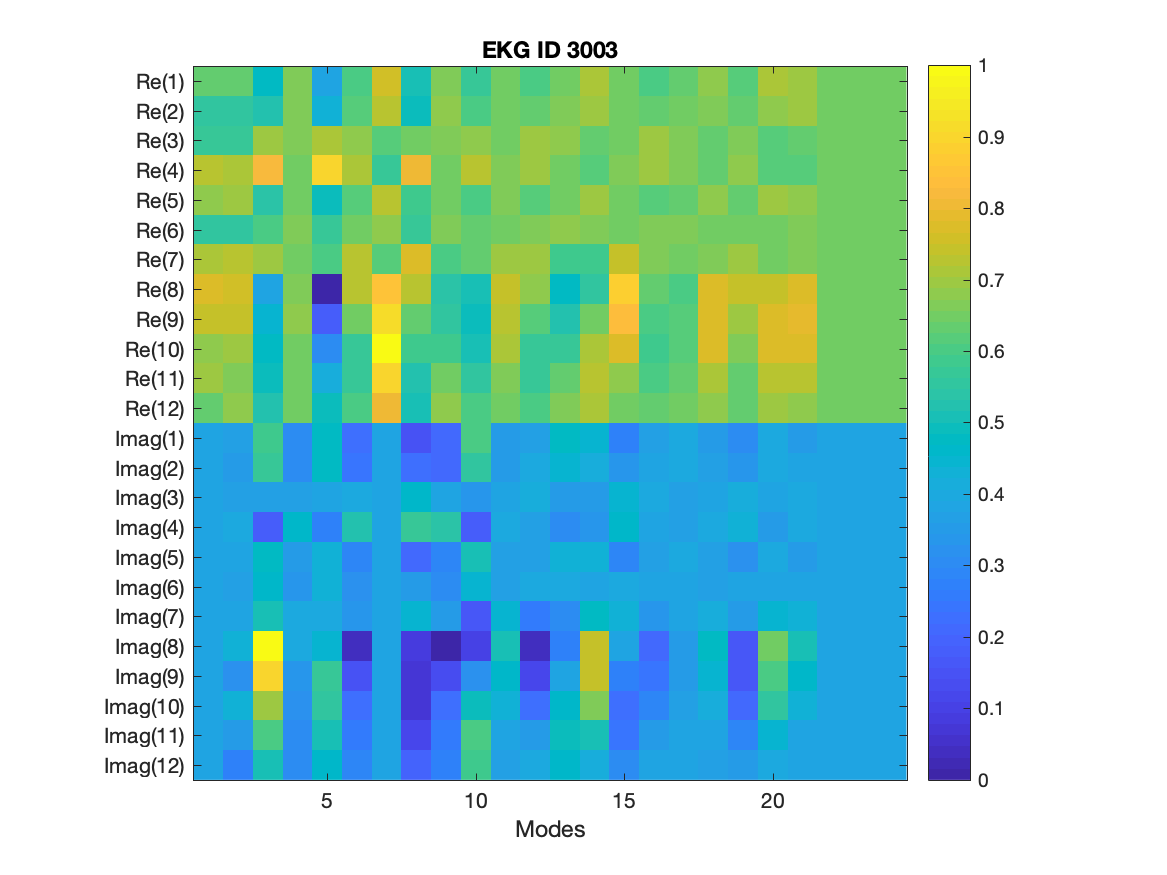 EKG ID 3003
Re(1)
Re(2)
Re(3)
Re(4)
Re(5)
Re(6)
Re(7)
Re(8)
Re(9)
Re(10)
Re(11)
Re(12)
Imag(1)
Imag(2)
Imag(3)
Imag(4)
Imag(5)
Imag(6)
Imag(7)
Imag(8)
Imag(9)
Imag(10)
Imag(11)
Imag(12)
5 10 15 20
Modes
1
0.9
0.8
0.7
0.6
0.5
0.4
0.3
0.2
0.1
0